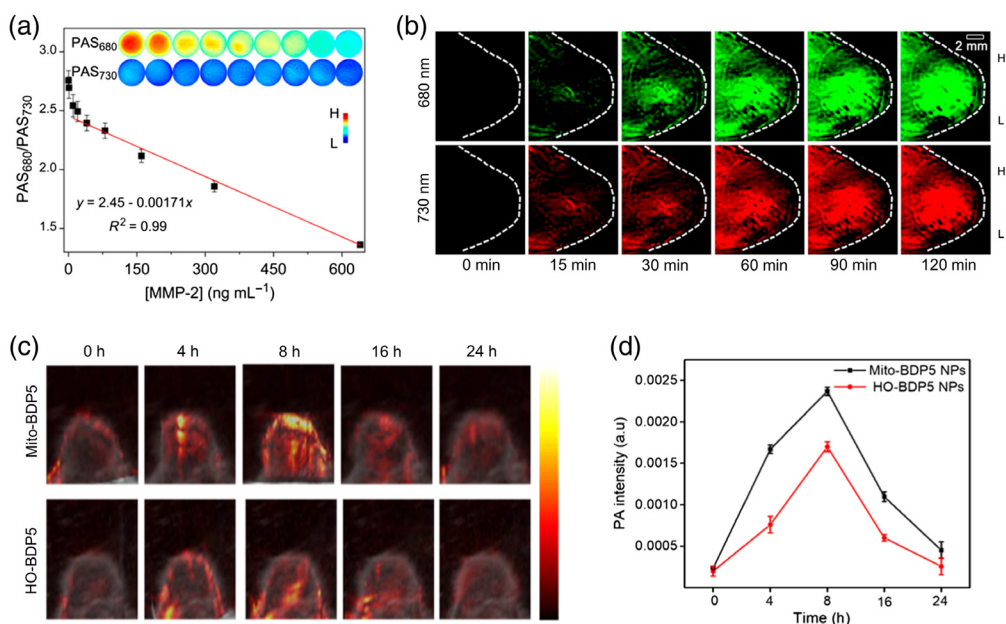 (a)
PAS680
PAS730
H
L
3.0
2.5
2.0
1.5
PAS680/PAS730
y = 2.45 - 0.00171x
R² = 0.99
0 150 300 450 600
[MMP-2] (ng mL⁻¹)
(b)
2 mm
680 nm
H
L
730 nm
H
L
0 min 15 min 30 min 60 min 90 min 120 min
(c)
0 h 4 h 8 h 16 h 24 h
Mito-BDP5
HO-BDP5
(d)
Mito-BDP5 NPs
HO-BDP5 NPs
0.0025
0.0020
0.0015
0.0010
0.0005
PA intensity (a.u)
0 4 8 16 24
Time (h)